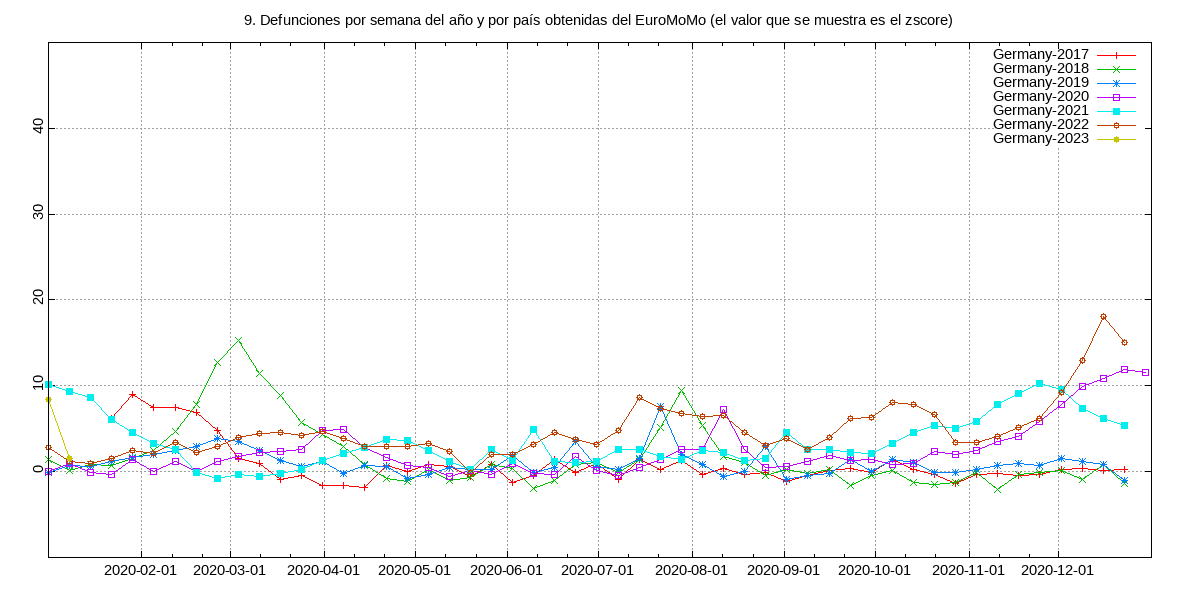 9. Defunciones por semana del año y por país obtenidas del EuroMoMo (el valor que se muestra es el zscore)
Germany-2017
Germany-2018
Germany-2019
Germany-2020
Germany-2021
Germany-2022
Germany-2023
40
30
20
10
0
2020-02-01 2020-03-01 2020-04-01 2020-05-01 2020-06-01 2020-07-01 2020-08-01 2020-09-01 2020-10-01 2020-11-01 2020-12-01